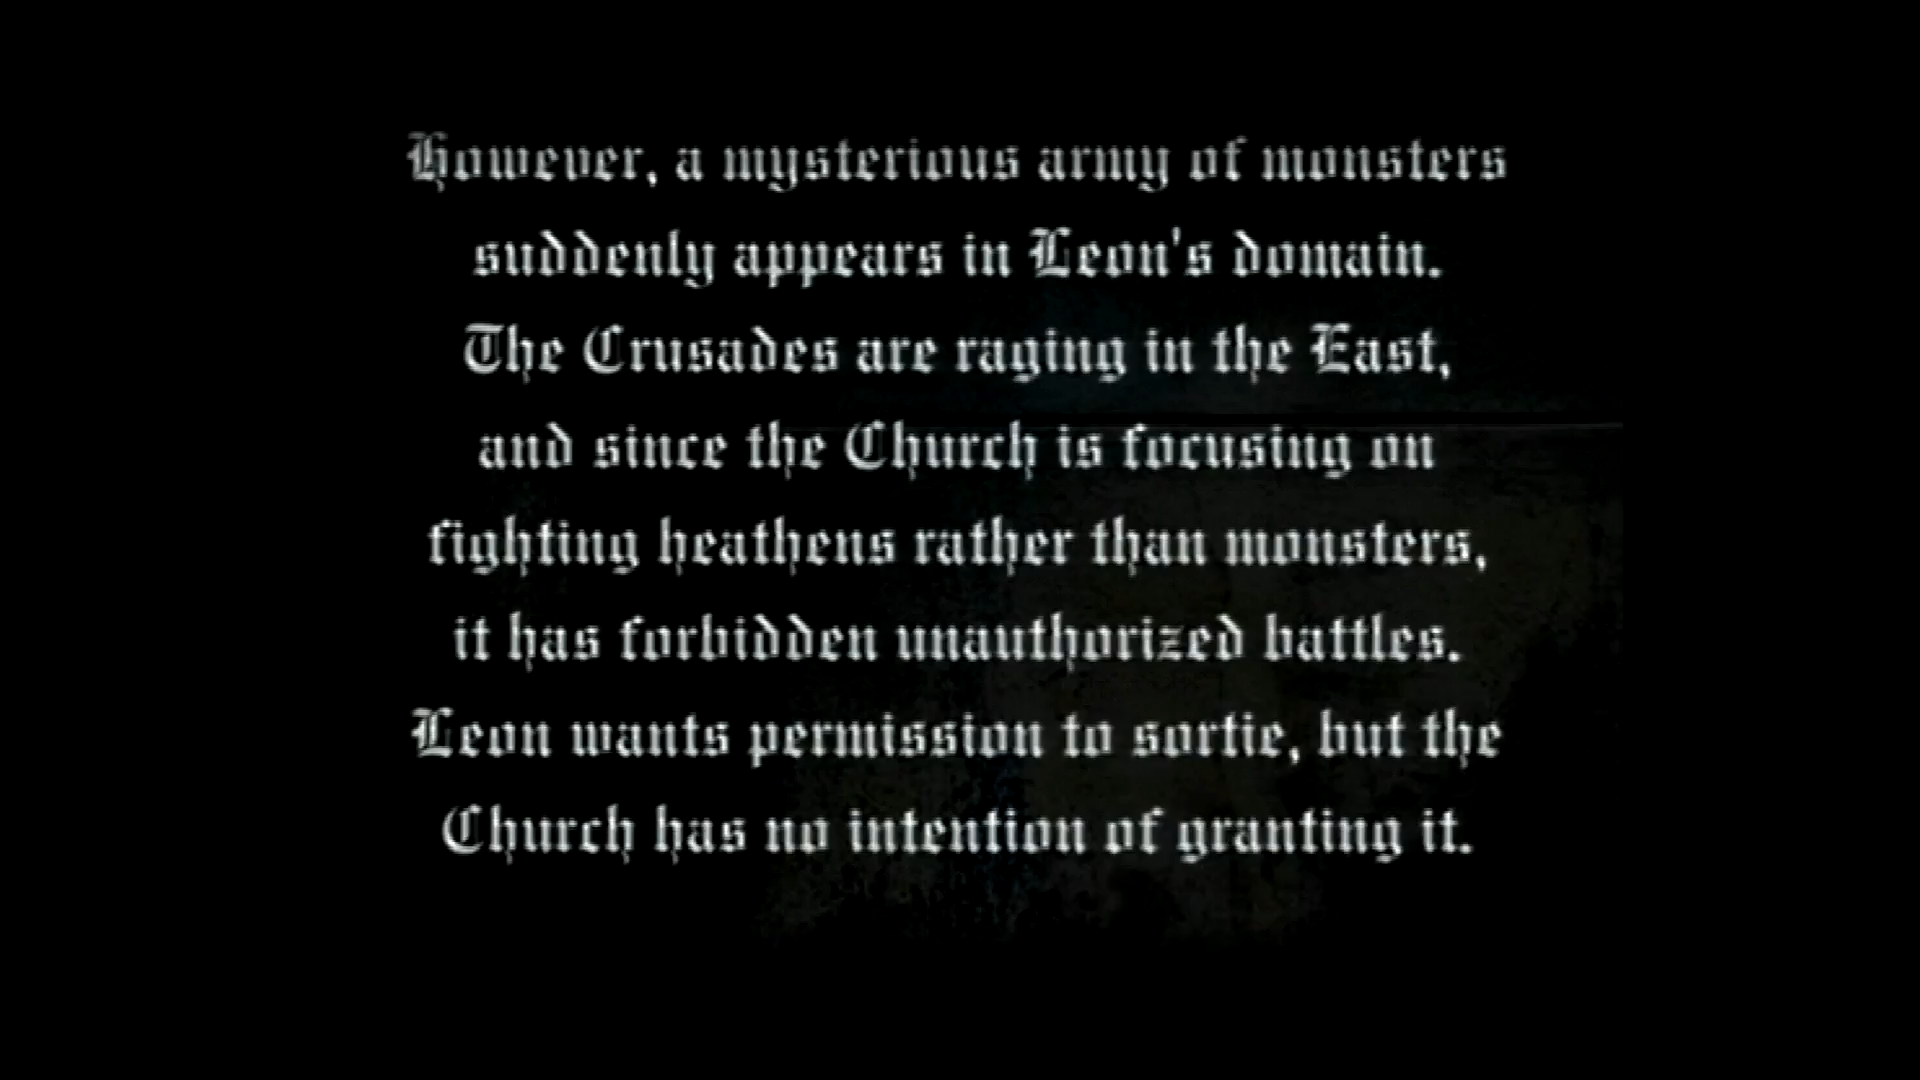 However, a mysterious army of monsters
suddenly appears in Leon's domain.
The Crusades are raging in the East,
and since the Church is focusing on
fighting heathens rather than monsters,
it has forbidden unauthorized battles.
Leon wants permission to sortie, but the
Church has no intention of granting it.